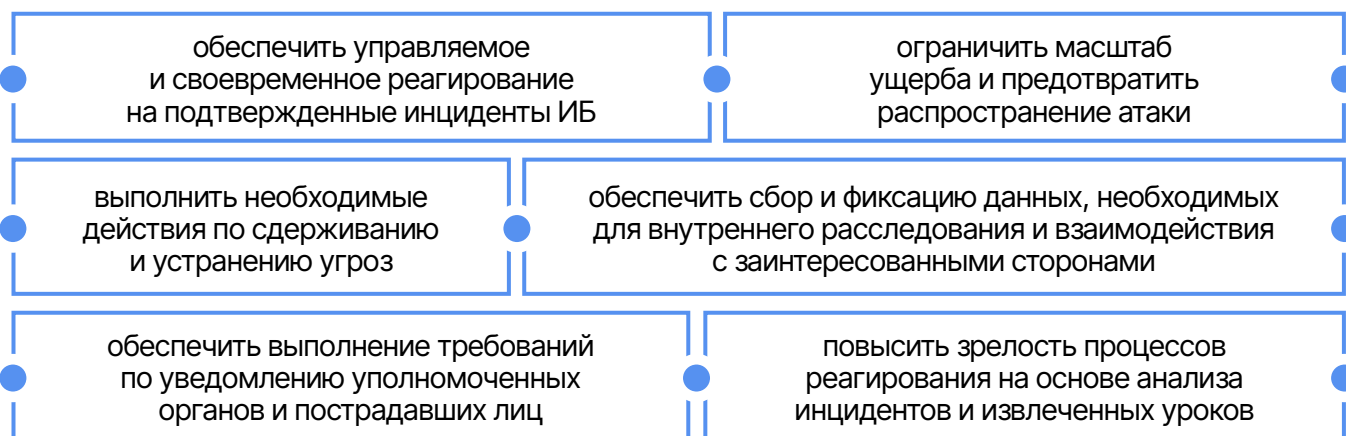 обеспечить управляемое
и своевременное реагирование
на подтвержденные инциденты ИБ
ограничить масштаб
ущерба и предотвратить
распространение атаки
выполнить необходимые
действия по сдерживанию
и устранению угроз
обеспечить сбор и фиксацию данных, необходимых
для внутреннего расследования и взаимодействия
с заинтересованными сторонами
обеспечить выполнение требований
по уведомлению уполномоченных
органов и пострадавших лиц
повысить зрелость процессов
реагирования на основе анализа
инцидентов и извлеченных уроков